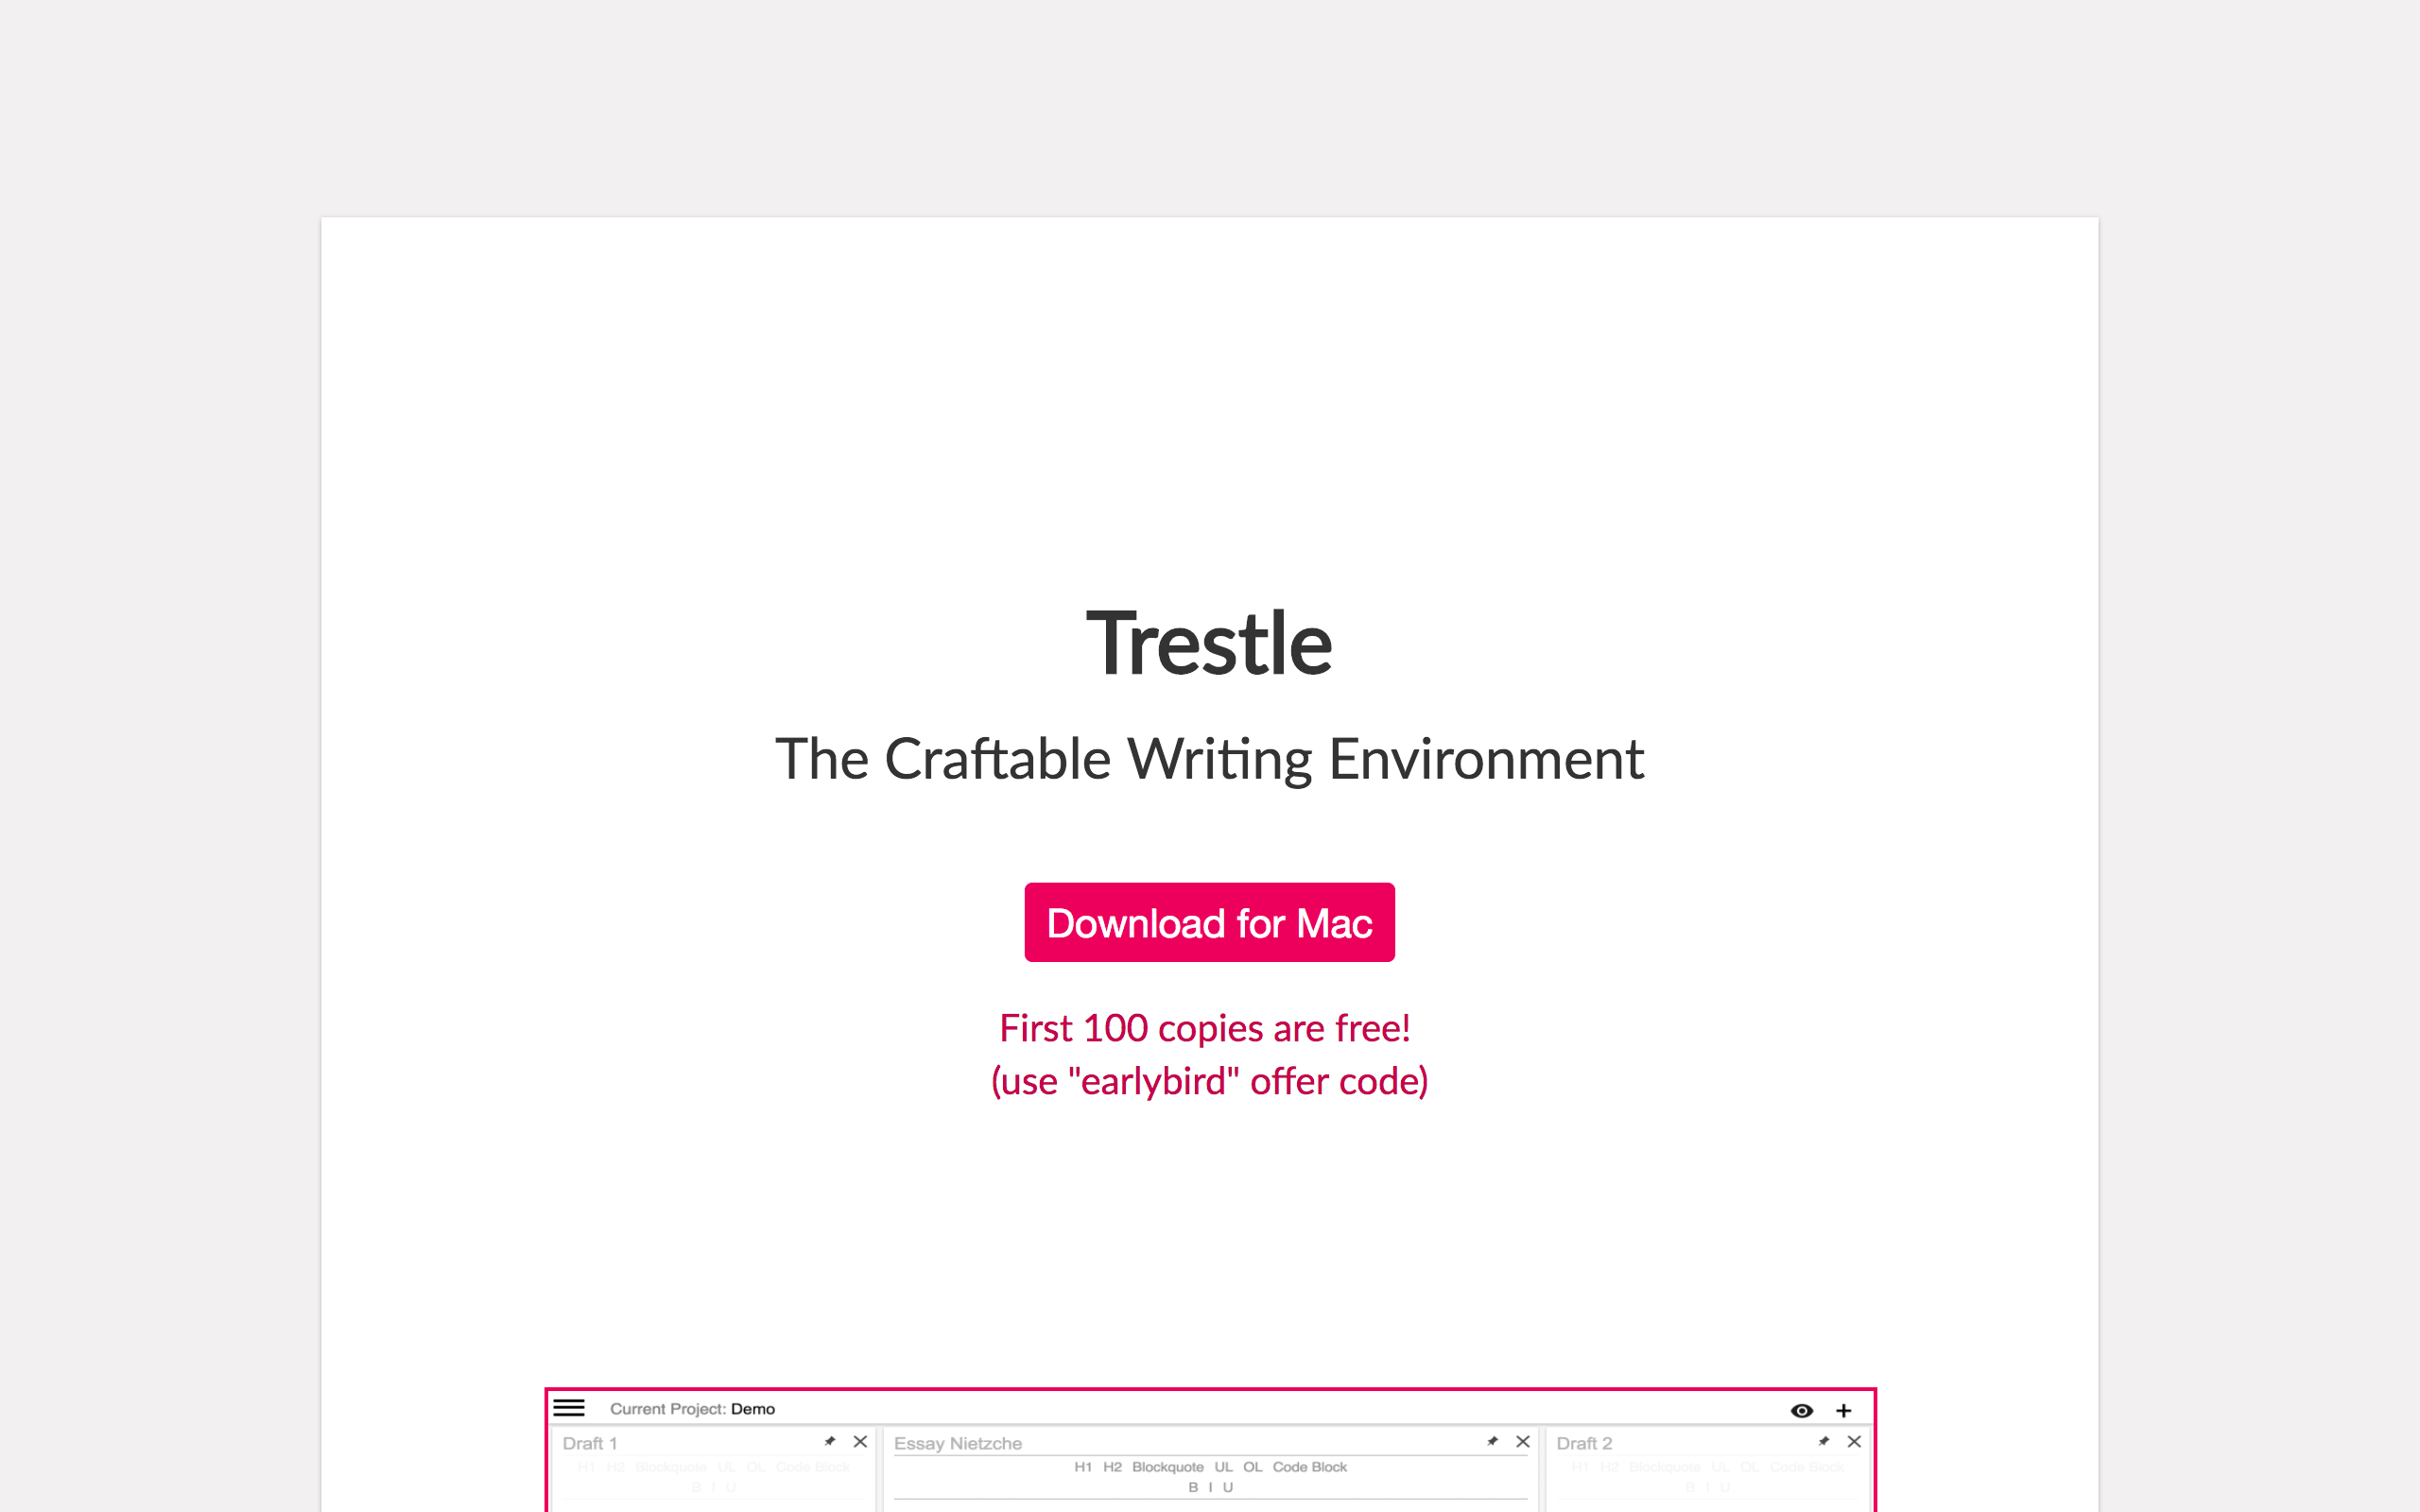 Trestle
The Craftable Writing Environment
Download for Mac
First 100 copies are free!
(use "earlybird" offer code)
Current Project: Demo
Draft 1
H1 H2 Blockquote UL OL Code Block
B I U
Essay Nietzche
H1 H2 Blockquote UL OL Code Block
B I U
Draft 2
H1 H2 Blockquote UL OL Code Block
B I U